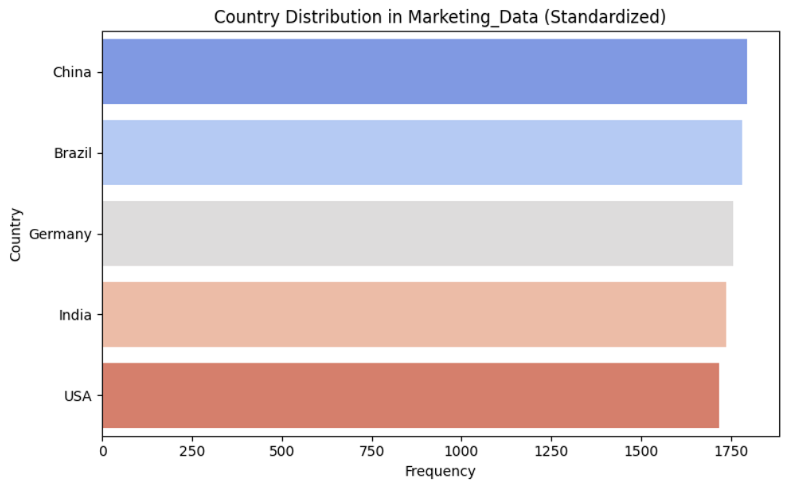 Country Distribution in Marketing_Data (Standardized)
China
Brazil
Germany
India
USA
Country
0 250 500 750 1000 1250 1500 1750
Frequency